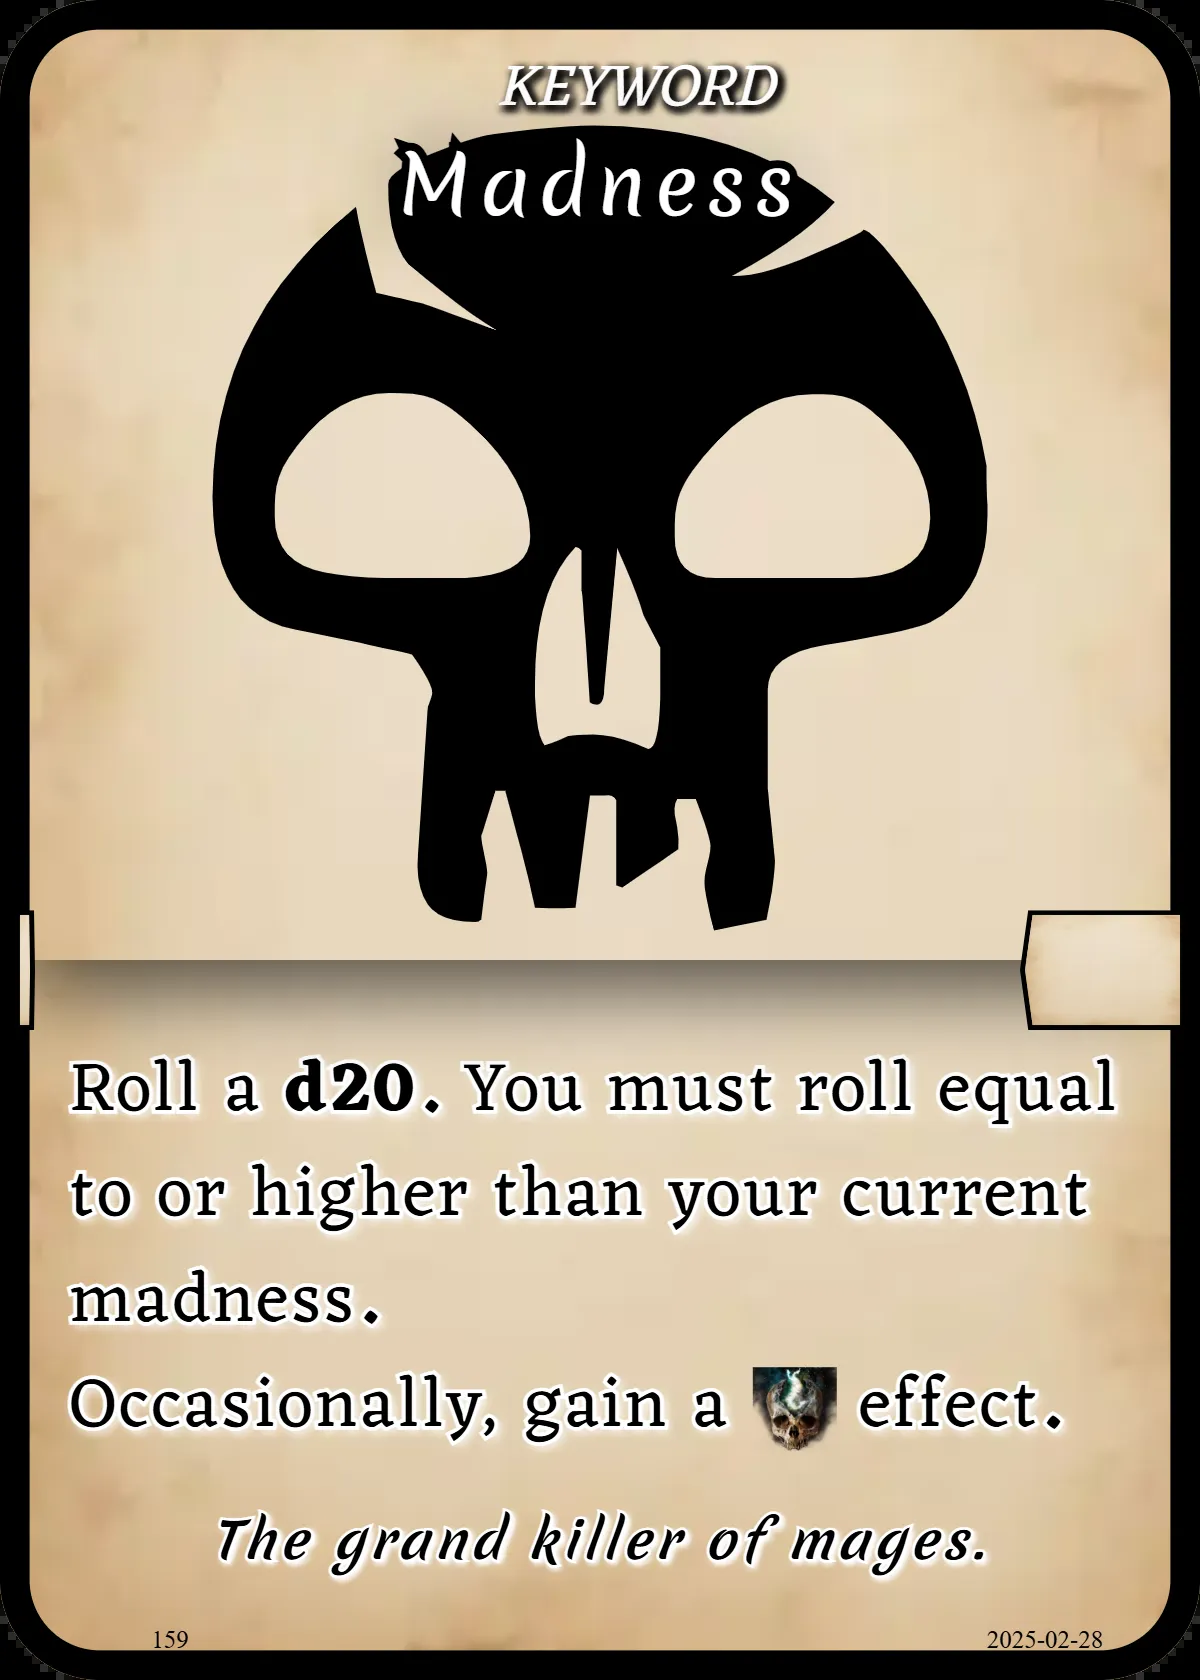 KEYWORD
Madness
Roll a d20. You must roll equal
to or higher than your current
madness.
Occasionally, gain a effect.
The grand killer of mages.
159
2025-02-28